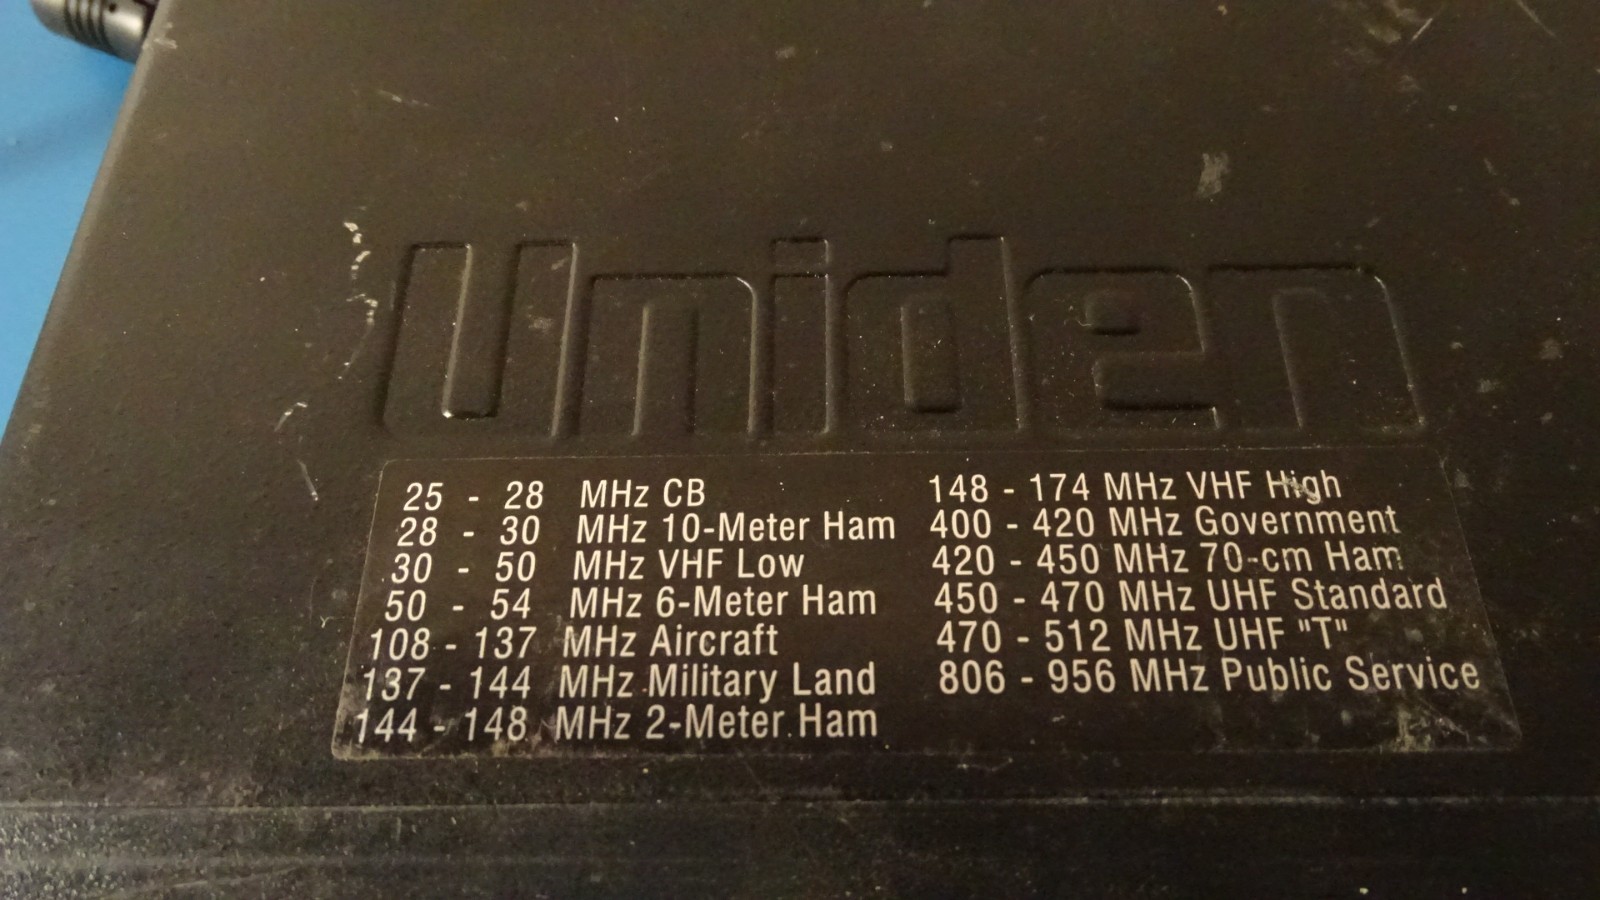 Uniden
25 - 28 MHz CB
28 - 30 MHz 10-Meter Ham
30 - 50 MHz VHF Low
50 - 54 MHz 6-Meter Ham
108 - 137 MHz Aircraft
137 - 144 MHz Military Land
144 - 148 MHz 2-Meter Ham
148 - 174 MHz VHF High
400 - 420 MHz Government
420 - 450 MHz 70-cm Ham
450 - 470 MHz UHF Standard
470 - 512 MHz UHF "T"
806 - 956 MHz Public Service